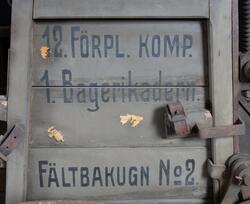 12. FÖRPL. KOMP.
1. Bagerikadern.
FÄLTBAKUGN No2.